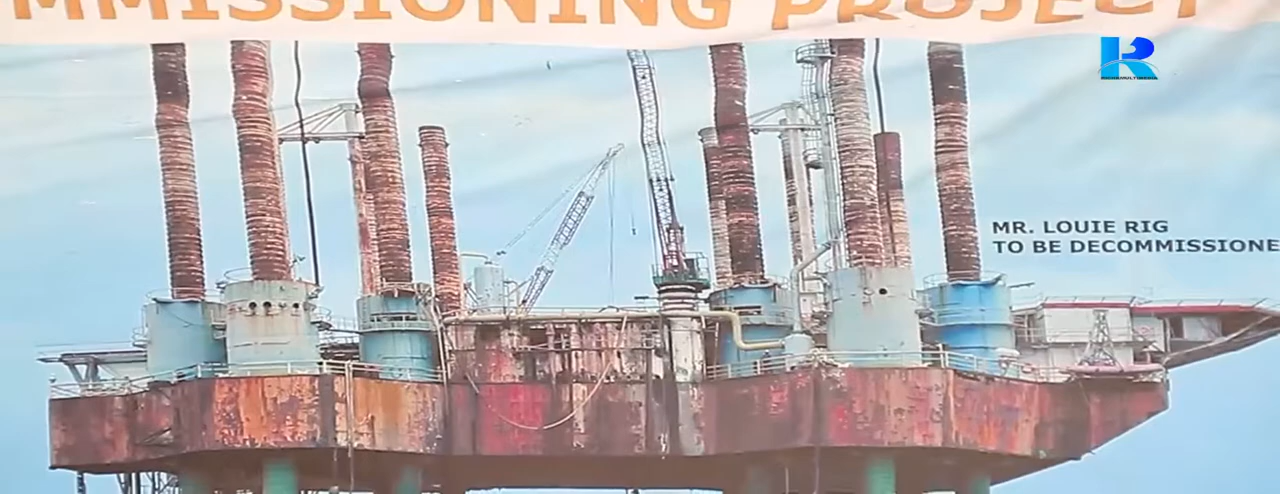 MMISSIONING PROJECT
MR. LOUIE RIG
TO BE DECOMMISSIONE